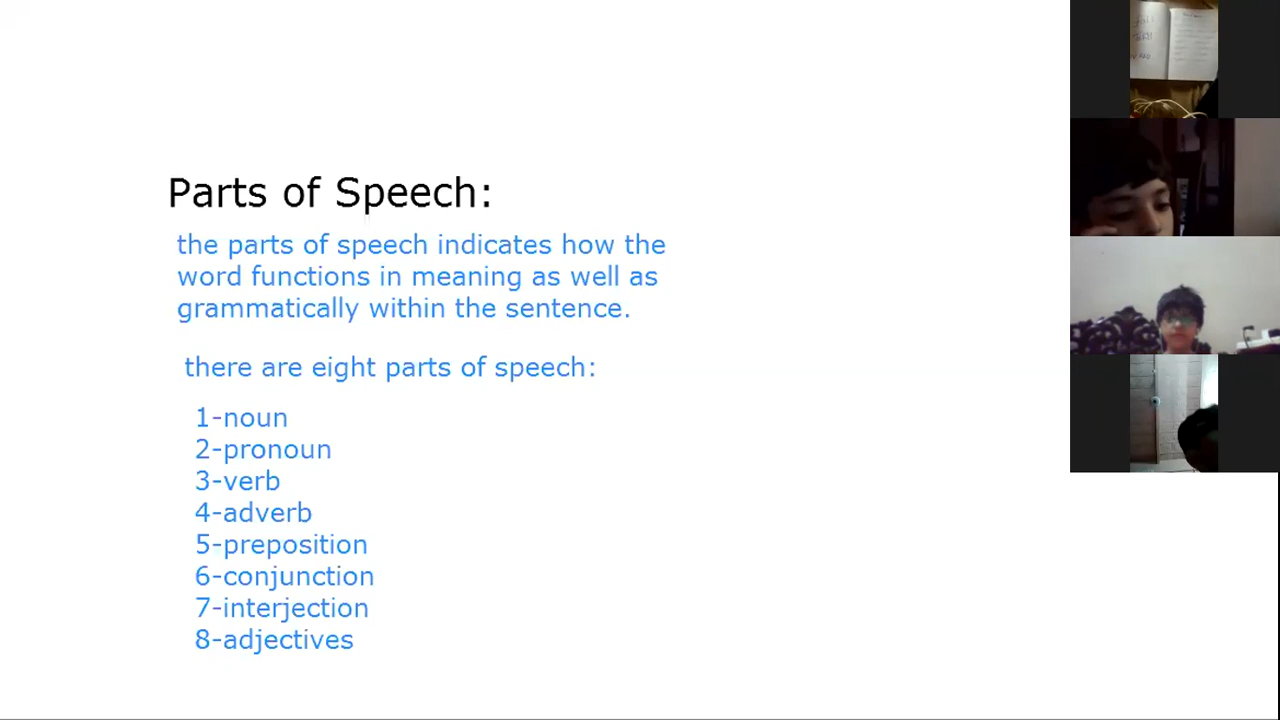 Parts of Speech:
the parts of speech indicates how the
word functions in meaning as well as
grammatically within the sentence.
there are eight parts of speech:
1-noun
2-pronoun
3-verb
4-adverb
5-preposition
6-conjunction
7-interjection
8-adjectives